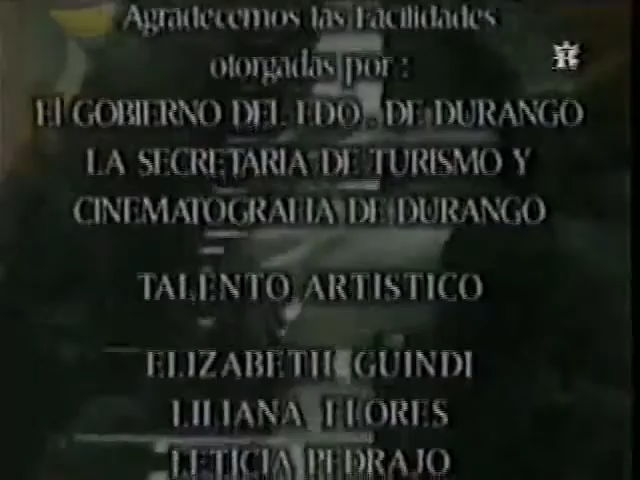 Agradecemos las Facilidades
otorgadas por :
El GOBIERNO DEL EDO. DE DURANGO
LA SECRETARIA DE TURISMO Y
CINEMATOGRAFIA DE DURANGO
TALENTO ARTISTICO
ELIZABETH GUINDI
LILIANA FLORES
LETICIA PEDRAJO